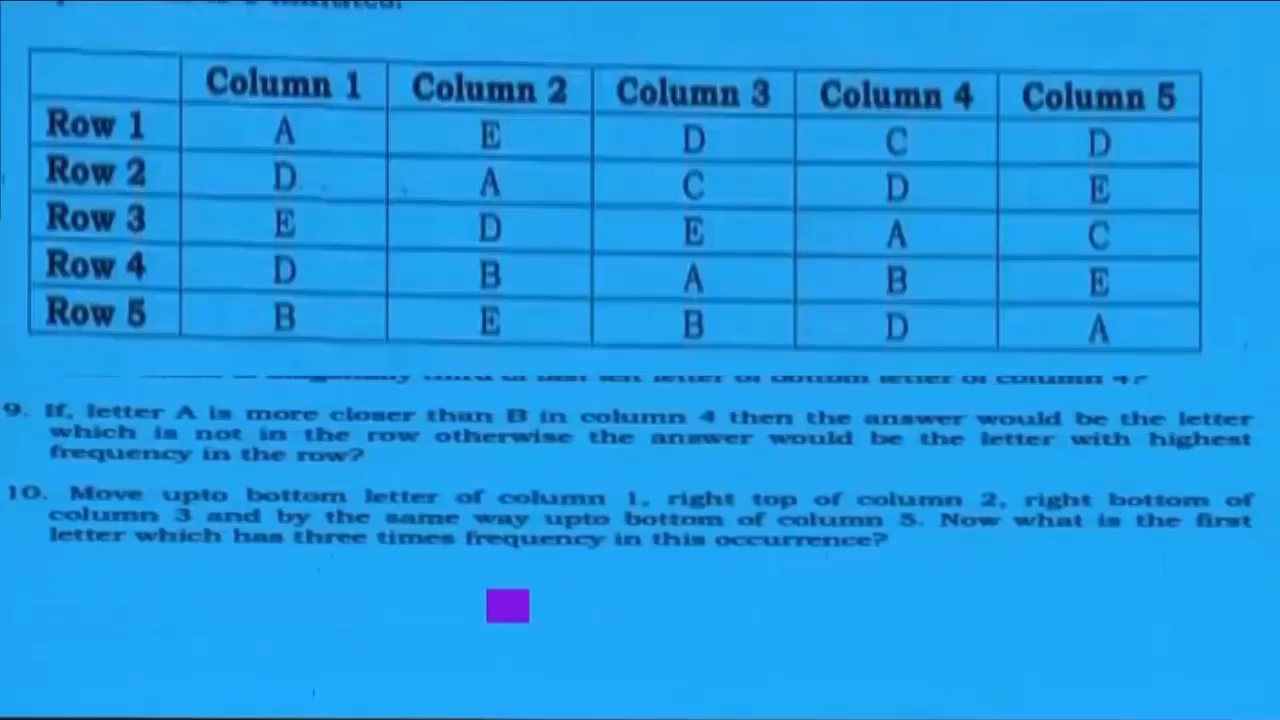 Column 1 Column 2 Column 3 Column 4 Column 5
Row 1 A E D C D
Row 2 D A C D E
Row 3 E D E A C
Row 4 D B A B E
Row 5 B E B D A
9. If, letter A is more closer than B in column 4 then the answer would be the letter
which is not in the row otherwise the answer would be the letter with highest
frequency in the row?
10. Move upto bottom letter of column 1, right top of column 2, right bottom of
column 3 and by the same way upto bottom of column 5. Now what is the first
letter which has three times frequency in this occurrence?